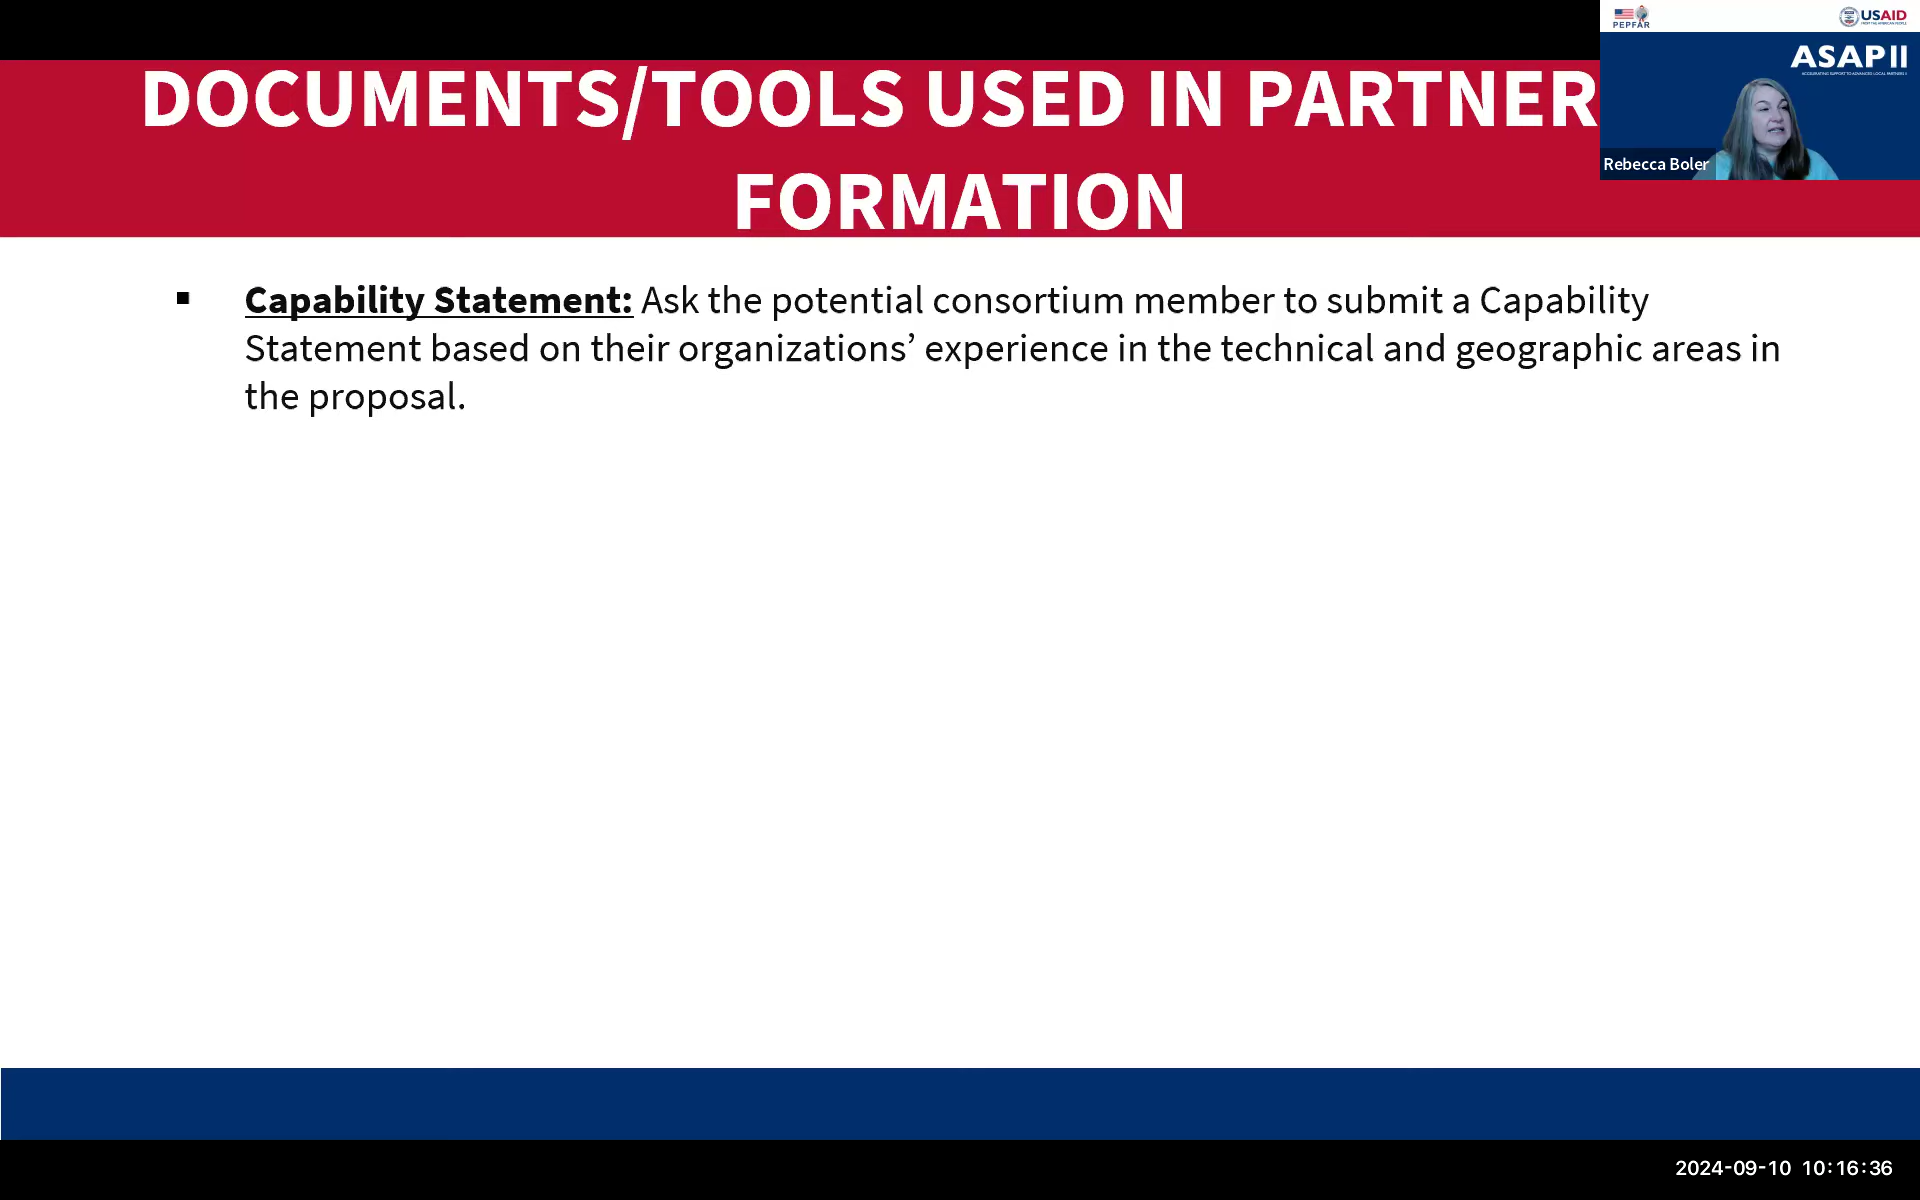 PEPFAR
USAID
ASAP II
DOCUMENTS/TOOLS USED IN PARTNER
FORMATION
Rebecca Boler
▪ Capability Statement: Ask the potential consortium member to submit a Capability
Statement based on their organizations’ experience in the technical and geographic areas in
the proposal.
2024-09-10 10:16:36